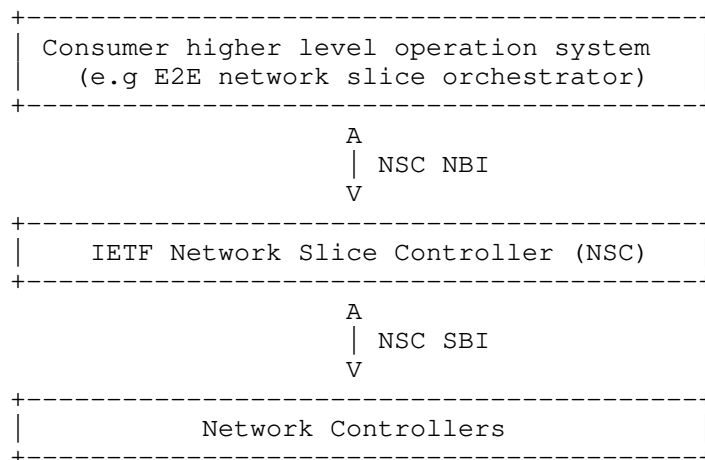 Consumer higher level operation system
(e.g E2E network slice orchestrator)
A
| NSC NBI
V
IETF Network Slice Controller (NSC)
A
| NSC SBI
V
Network Controllers